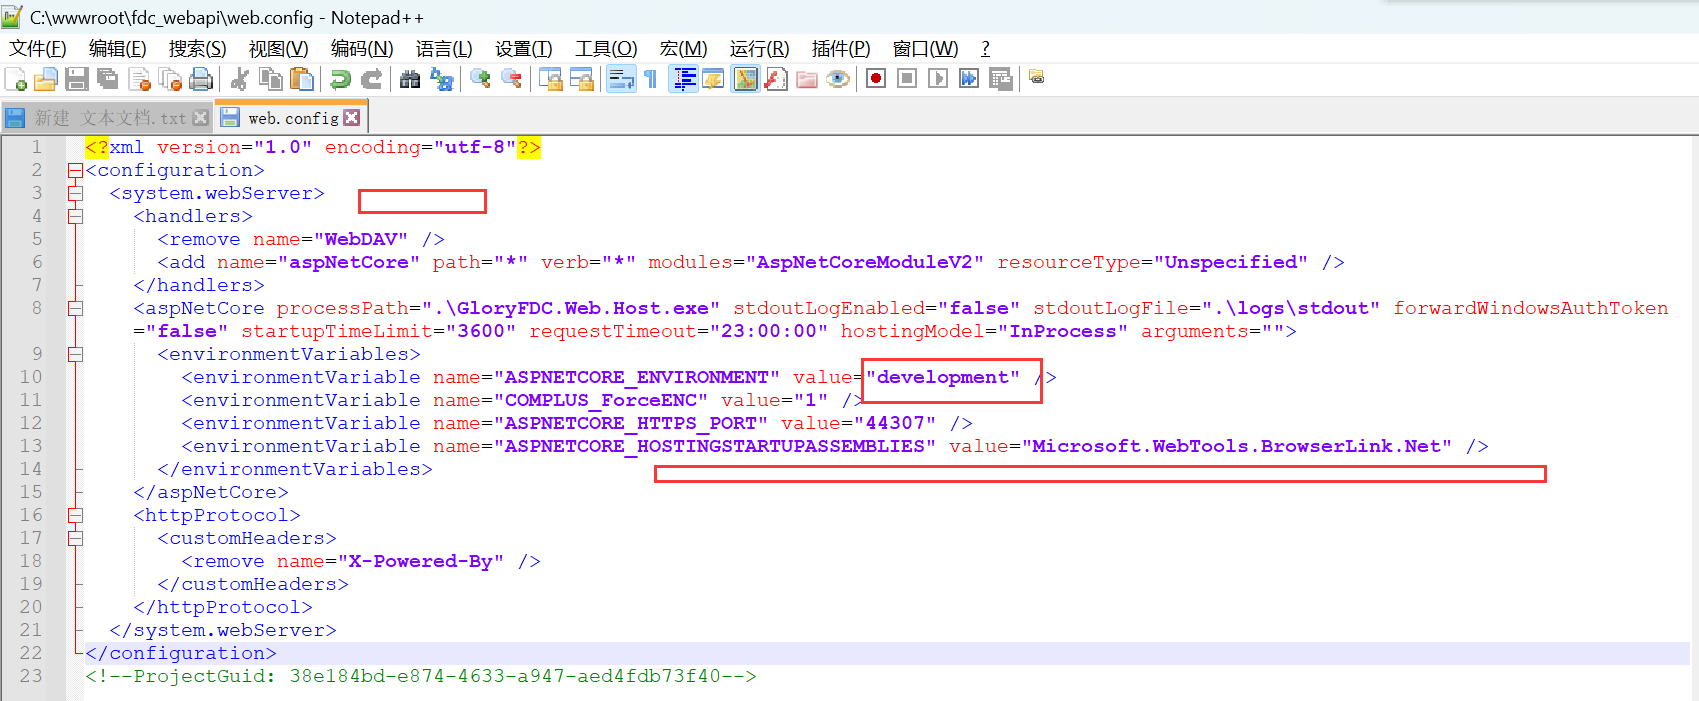 C:\wwwroot\fdc_webapi\web.config - Notepad++
文件(F) 编辑(E) 搜索(S) 视图(V) 编码(N) 语言(L) 设置(T) 工具(O) 宏(M) 运行(R) 插件(P) 窗口(W) ?
新建 文本文档.txt web.config
1 <?xml version="1.0" encoding="utf-8"?>
2 <configuration>
3 <system.webServer>
4 <handlers>
5 <remove name="WebDAV" />
6 <add name="aspNetCore" path="*" verb="*" modules="AspNetCoreModuleV2" resourceType="Unspecified" />
7 </handlers>
8 <aspNetCore processPath=".\GloryFDC.Web.Host.exe" stdoutLogEnabled="false" stdoutLogFile=".\logs\stdout" forwardWindowsAuthToken
="false" startupTimeLimit="3600" requestTimeout="23:00:00" hostingModel="InProcess" arguments="">
9 <environmentVariables>
10 <environmentVariable name="ASPNETCORE_ENVIRONMENT" value="development" />
11 <environmentVariable name="COMPLUS_ForceENC" value="1" />
12 <environmentVariable name="ASPNETCORE_HTTPS_PORT" value="44307" />
13 <environmentVariable name="ASPNETCORE_HOSTINGSTARTUPASSEMBLIES" value="Microsoft.WebTools.BrowserLink.Net" />
14 </environmentVariables>
15 </aspNetCore>
16 <httpProtocol>
17 <customHeaders>
18 <remove name="X-Powered-By" />
19 </customHeaders>
20 </httpProtocol>
21 </system.webServer>
22 </configuration>
23 <!--ProjectGuid: 38e184bd-e874-4633-a947-aed4fdb73f40-->